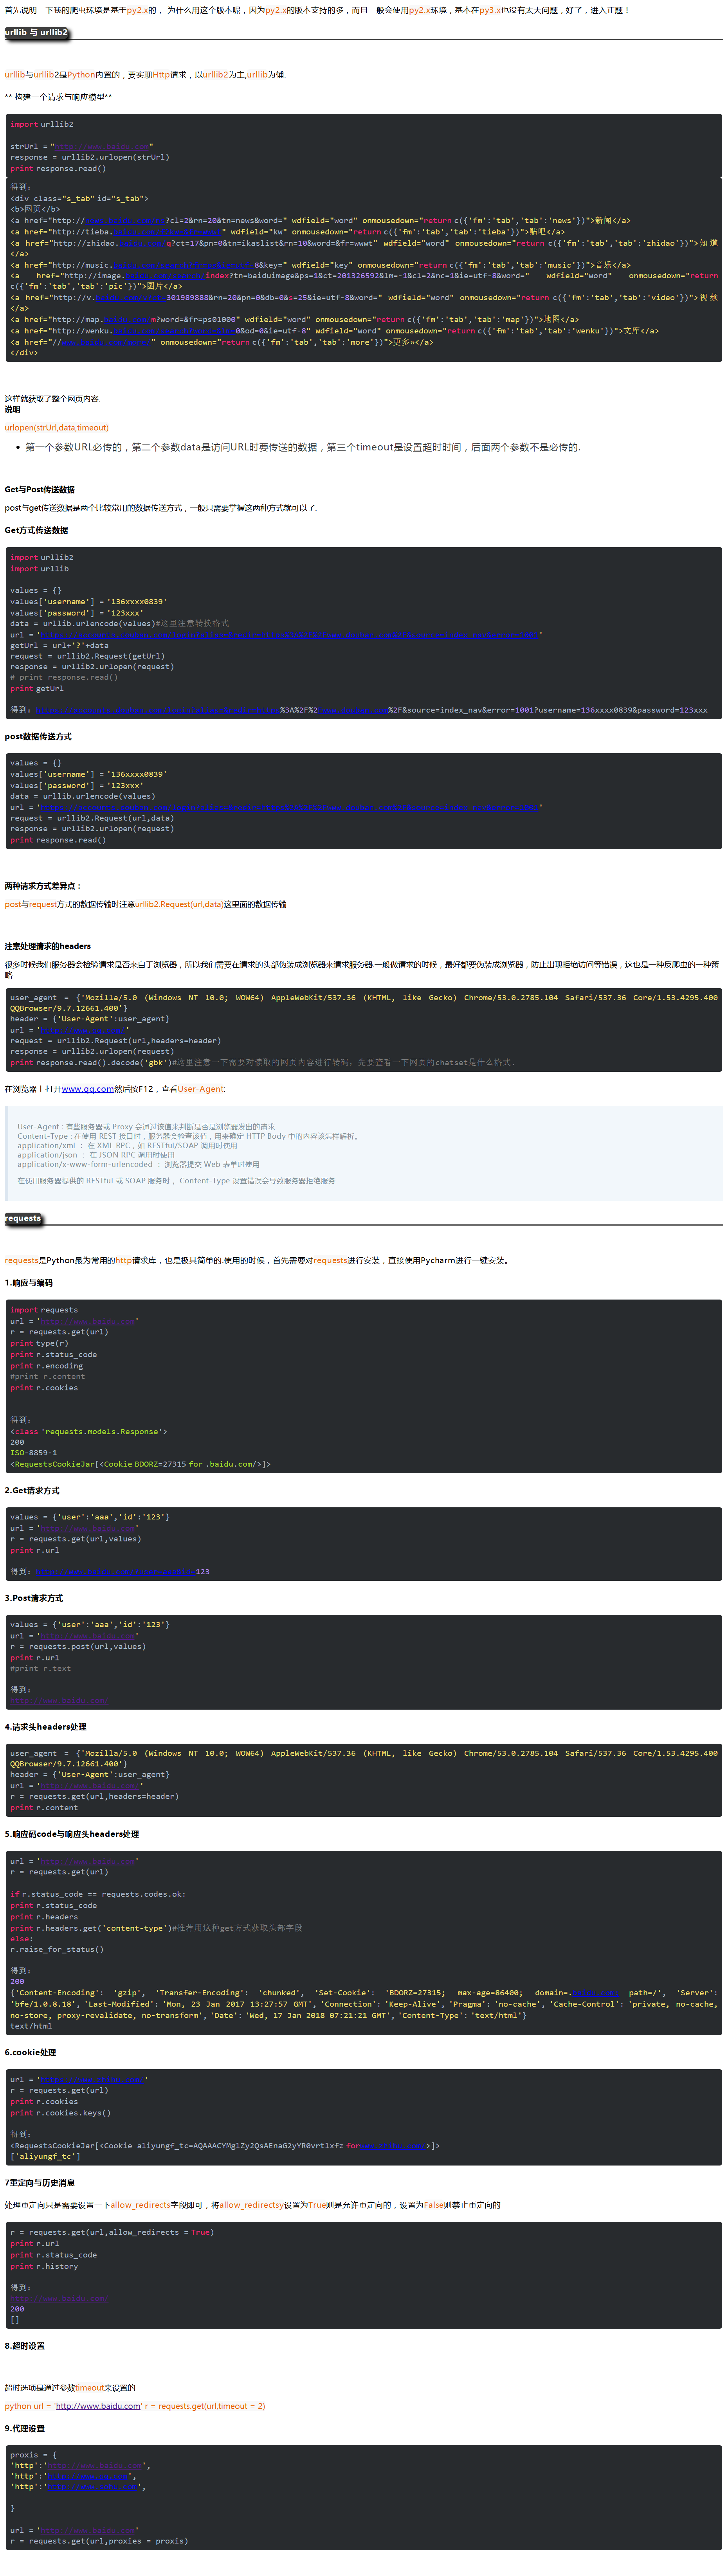 首先说明一下我的爬虫环境是基于py2.x的， 为什么用这个版本呢，因为py2.x的版本支持的多，而且一般会使用py2.x环境，基本在py3.x也没有太大问题，好了，进入正题！
urllib 与 urllib2
urllib与urllib2是Python内置的，要实现Http请求，以urllib2为主,urllib为辅.
** 构建一个请求与响应模型**
import urllib2
strUrl = "http://www.baidu.com"
response = urllib2.urlopen(strUrl)
print response.read()
得到：
<div class="s_tab" id="s_tab">
<b>网页</b>
<a href="http://?cl=2&rn=20&tn=news&word=" wdfield="word" onmousedown="return c({'fm':'tab','tab':'news'})">新闻</a>
<a href="http://tieba." wdfield="kw" onmousedown="return c({'fm':'tab','tab':'tieba'})">贴吧</a>
<a href="http://zhidao.q?ct=17&pn=0&tn=ikaslist&rn=10&word=&fr=wwwt" wdfield="word" onmousedown="return c({'fm':'tab','tab':'zhidao'})">知道
</a>
<a href="http://music.8&key=" wdfield="key" onmousedown="return c({'fm':'tab','tab':'music'})">音乐</a>
<a href="http://image.index?tn=baiduimage&ps=1&ct=201326592&lm=-1&cl=2&nc=1&ie=utf-8&word=" wdfield="word" onmousedown="return
c({'fm':'tab','tab':'pic'})">图片</a>
<a href="http://v.301989888&rn=20&pn=0&db=0&s=25&ie=utf-8&word=" wdfield="word" onmousedown="return c({'fm':'tab','tab':'video'})">视频
</a>
<a href="http://map.m?word=&fr=ps01000" wdfield="word" onmousedown="return c({'fm':'tab','tab':'map'})">地图</a>
<a href="http://wenku.0&od=0&ie=utf-8" wdfield="word" onmousedown="return c({'fm':'tab','tab':'wenku'})">文库</a>
<a href="//" onmousedown="return c({'fm':'tab','tab':'more'})">更多»</a>
</div>
这样就获取了整个网页内容.
说明
urlopen(strUrl,data,timeout)
• 第一个参数URL必传的，第二个参数data是访问URL时要传送的数据，第三个timeout是设置超时时间，后面两个参数不是必传的.
Get与Post传送数据
post与get传送数据是两个比较常用的数据传送方式，一般只需要掌握这两种方式就可以了.
Get方式传送数据
import urllib2
import urllib
values = {}
values['username'] = '136xxxx0839'
values['password'] = '123xxx'
data = urllib.urlencode(values)#这里注意转换格式
url = ''
getUrl = url+'?'+data
request = urllib2.Request(getUrl)
response = urllib2.urlopen(request)
# print response.read()
print getUrl
得到：%3A%2F%2%2F&source=index_nav&error=1001?username=136xxxx0839&password=123xxx
post数据传送方式
values = {}
values['username'] = '136xxxx0839'
values['password'] = '123xxx'
data = urllib.urlencode(values)
url = ''
request = urllib2.Request(url,data)
response = urllib2.urlopen(request)
print response.read()
两种请求方式差异点：
post与request方式的数据传输时注意urllib2.Request(url,data)这里面的数据传输
注意处理请求的headers
很多时候我们服务器会检验请求是否来自于浏览器，所以我们需要在请求的头部伪装成浏览器来请求服务器.一般做请求的时候，最好都要伪装成浏览器，防止出现拒绝访问等错误，这也是一种反爬虫的一种策
略
user_agent = {'Mozilla/5.0 (Windows NT 10.0; WOW64) AppleWebKit/537.36 (KHTML, like Gecko) Chrome/53.0.2785.104 Safari/537.36 Core/1.53.4295.400
QQBrowser/9.7.12661.400'}
header = {'User-Agent':user_agent}
url = ''
request = urllib2.Request(url,headers=header)
response = urllib2.urlopen(request)
print response.read().decode('gbk')#这里注意一下需要对读取的网页内容进行转码，先要查看一下网页的chatset是什么格式.
在浏览器上打开www.qq.com然后按F12，查看User-Agent:
User-Agent : 有些服务器或 Proxy 会通过该值来判断是否是浏览器发出的请求
Content-Type : 在使用 REST 接口时，服务器会检查该值，用来确定 HTTP Body 中的内容该怎样解析。
application/xml ： 在 XML RPC，如 RESTful/SOAP 调用时使用
application/json ： 在 JSON RPC 调用时使用
application/x-www-form-urlencoded ： 浏览器提交 Web 表单时使用
在使用服务器提供的 RESTful 或 SOAP 服务时， Content-Type 设置错误会导致服务器拒绝服务
requests
requests是Python最为常用的http请求库，也是极其简单的.使用的时候，首先需要对requests进行安装，直接使用Pycharm进行一键安装。
1.响应与编码
import requests
url = 'http://www.baidu.com'
r = requests.get(url)
print type(r)
print r.status_code
print r.encoding
#print r.content
print r.cookies
得到：
<class 'requests.models.Response'>
200
ISO-8859-1
<RequestsCookieJar[<Cookie BDORZ=27315 for .baidu.com/>]>
2.Get请求方式
values = {'user':'aaa','id':'123'}
url = 'http://www.baidu.com'
r = requests.get(url,values)
print r.url
得到：123
3.Post请求方式
values = {'user':'aaa','id':'123'}
url = 'http://www.baidu.com'
r = requests.post(url,values)
print r.url
#print r.text
得到：
http://www.baidu.com/
4.请求头headers处理
user_agent = {'Mozilla/5.0 (Windows NT 10.0; WOW64) AppleWebKit/537.36 (KHTML, like Gecko) Chrome/53.0.2785.104 Safari/537.36 Core/1.53.4295.400
QQBrowser/9.7.12661.400'}
header = {'User-Agent':user_agent}
url = 'http://www.baidu.com/'
r = requests.get(url,headers=header)
print r.content
5.响应码code与响应头headers处理
url = 'http://www.baidu.com'
r = requests.get(url)
if r.status_code == requests.codes.ok:
print r.status_code
print r.headers
print r.headers.get('content-type')#推荐用这种get方式获取头部字段
else:
r.raise_for_status()
得到：
200
{'Content-Encoding': 'gzip', 'Transfer-Encoding': 'chunked', 'Set-Cookie': 'BDORZ=27315; max-age=86400; domain=. path=/', 'Server':
'bfe/1.0.8.18', 'Last-Modified': 'Mon, 23 Jan 2017 13:27:57 GMT', 'Connection': 'Keep-Alive', 'Pragma': 'no-cache', 'Cache-Control': 'private, no-cache,
no-store, proxy-revalidate, no-transform', 'Date': 'Wed, 17 Jan 2018 07:21:21 GMT', 'Content-Type': 'text/html'}
text/html
6.cookie处理
url = ''
r = requests.get(url)
print r.cookies
print r.cookies.keys()
得到：
<RequestsCookieJar[<Cookie aliyungf_tc=AQAAACYMglZy2QsAEnaG2yYR0vrtlxfz for>]>
['aliyungf_tc']
7重定向与历史消息
处理重定向只是需要设置一下allow_redirects字段即可，将allow_redirectsy设置为True则是允许重定向的，设置为False则禁止重定向的
r = requests.get(url,allow_redirects = True)
print r.url
print r.status_code
print r.history
得到：
http://www.baidu.com/
200
[]
8.超时设置
超时选项是通过参数timeout来设置的
python url = 'http://www.baidu.com' r = requests.get(url,timeout = 2)
9.代理设置
proxis = {
'http':'http://www.baidu.com',
'http':'',
'http':'',
}
url = 'http://www.baidu.com'
r = requests.get(url,proxies = proxis)